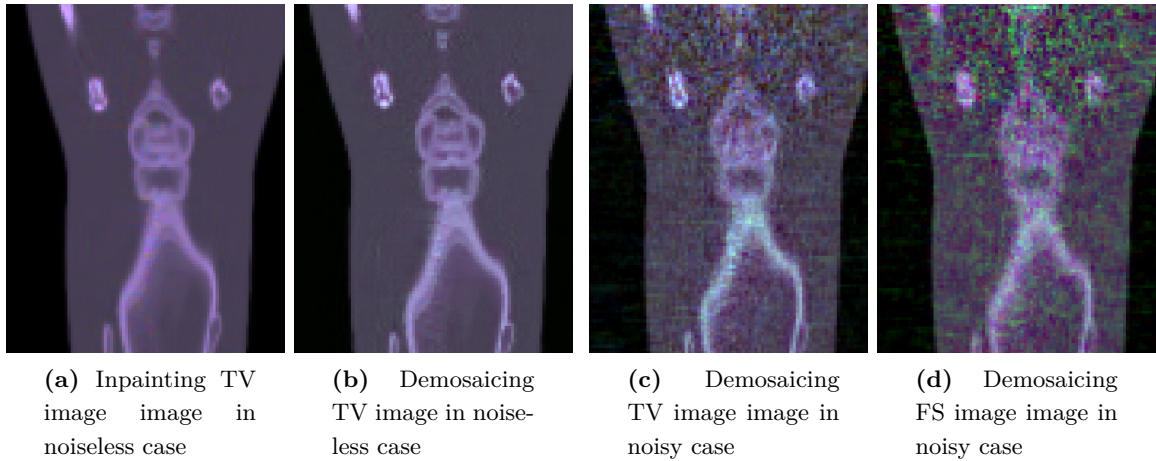 (a) Inpainting TV
image image in
noiseless case
(b) Demosaicing
TV image in noise-
less case
(c) Demosaicing
TV image image in
noisy case
(d) Demosaicing
FS image image in
noisy case